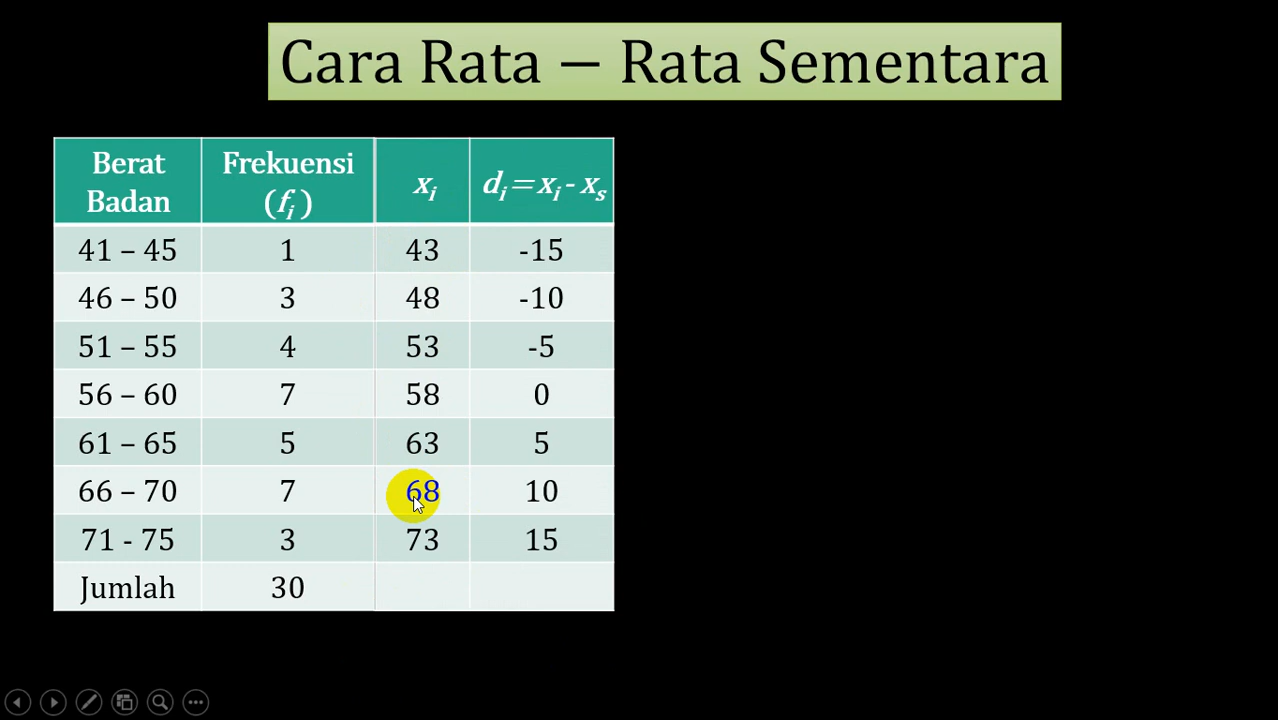 Cara Rata − Rata Sementara
Berat Badan | Frekuensi (fi ) | xi | di = xi - xs
41 – 45 | 1 | 43 | -15
46 – 50 | 3 | 48 | -10
51 – 55 | 4 | 53 | -5
56 – 60 | 7 | 58 | 0
61 – 65 | 5 | 63 | 5
66 – 70 | 7 | 68 | 10
71 - 75 | 3 | 73 | 15
Jumlah | 30